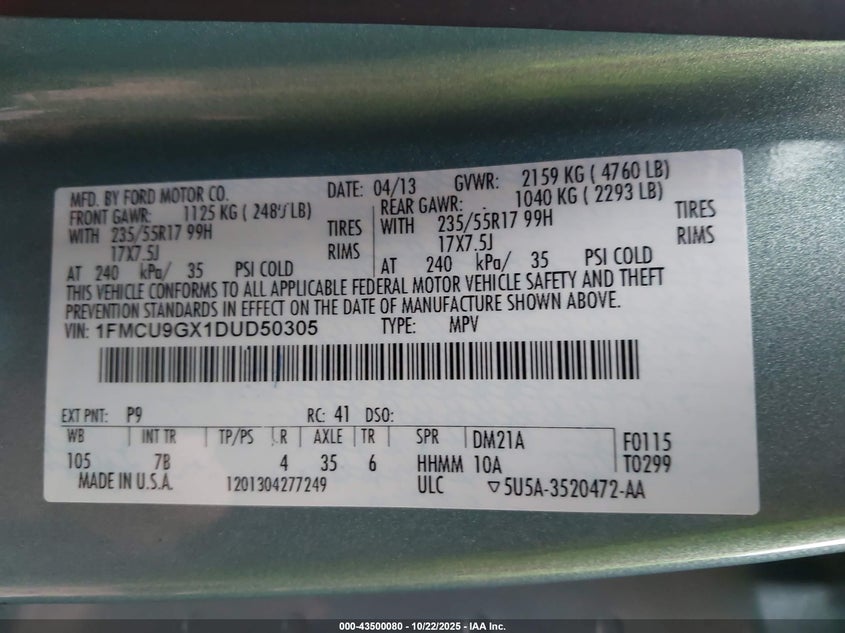 MFD. BY FORD MOTOR CO. DATE: 04/13 GVWR: 2159 KG ( 4760 LB)
FRONT GAWR: 1125 KG ( LB) REAR GAWR: 1040 KG ( 2293 LB)
WITH 235/55R17 99H TIRES WITH 235/55R17 99H TIRES
17X7.5J RIMS 17X7.5J RIMS
AT 240 kPa/ 35 PSI COLD AT 240 kPa/ 35 PSI COLD
THIS VEHICLE CONFORMS TO ALL APPLICABLE FEDERAL MOTOR VEHICLE SAFETY AND THEFT
PREVENTION STANDARDS IN EFFECT ON THE DATE OF MANUFACTURE SHOWN ABOVE.
VIN: 1FMCU9GX1DUD50305 TYPE: MPV
EXT PNT: P9 RC: 41 DSO:
WB INT TR TP/PS R AXLE TR SPR DM21A F0115
105 7B 4 35 6 HHMM 10A T0299
MADE IN U.S.A. 1201304277249 ULC ▽5U5A-3520472-AA
000-43500080 - 10/22/2025 - IAA Inc.